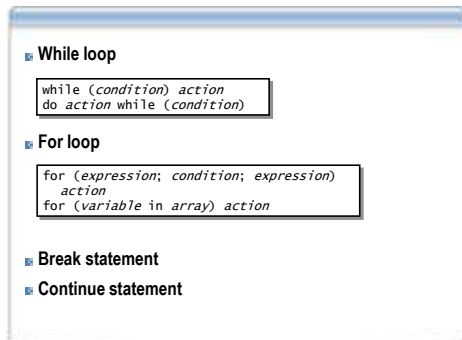 While loop
while (condition) action
do action while (condition)
For loop
for (expression; condition; expression)
action
for (variable in array) action
Break statement
Continue statement